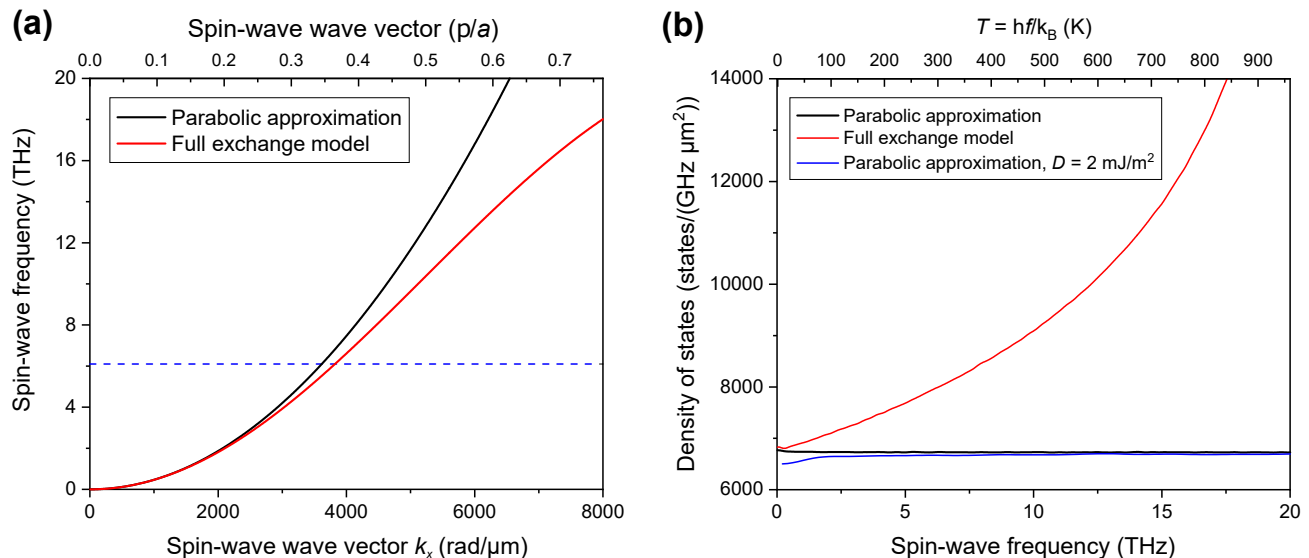 (a)
Spin-wave wave vector (p/a)
0.0 0.1 0.2 0.3 0.4 0.5 0.6 0.7
20
16
12
8
4
0
Spin-wave frequency (THz)
Parabolic approximation
Full exchange model
0 2000 4000 6000 8000
Spin-wave wave vector kₓ (rad/μm)
(b)
T = hf/k_B (K)
0 100 200 300 400 500 600 700 800 900
14000
12000
10000
8000
6000
Density of states (states/(GHz μm²))
Parabolic approximation
Full exchange model
Parabolic approximation, D = 2 mJ/m²
0 5 10 15 20
Spin-wave frequency (THz)